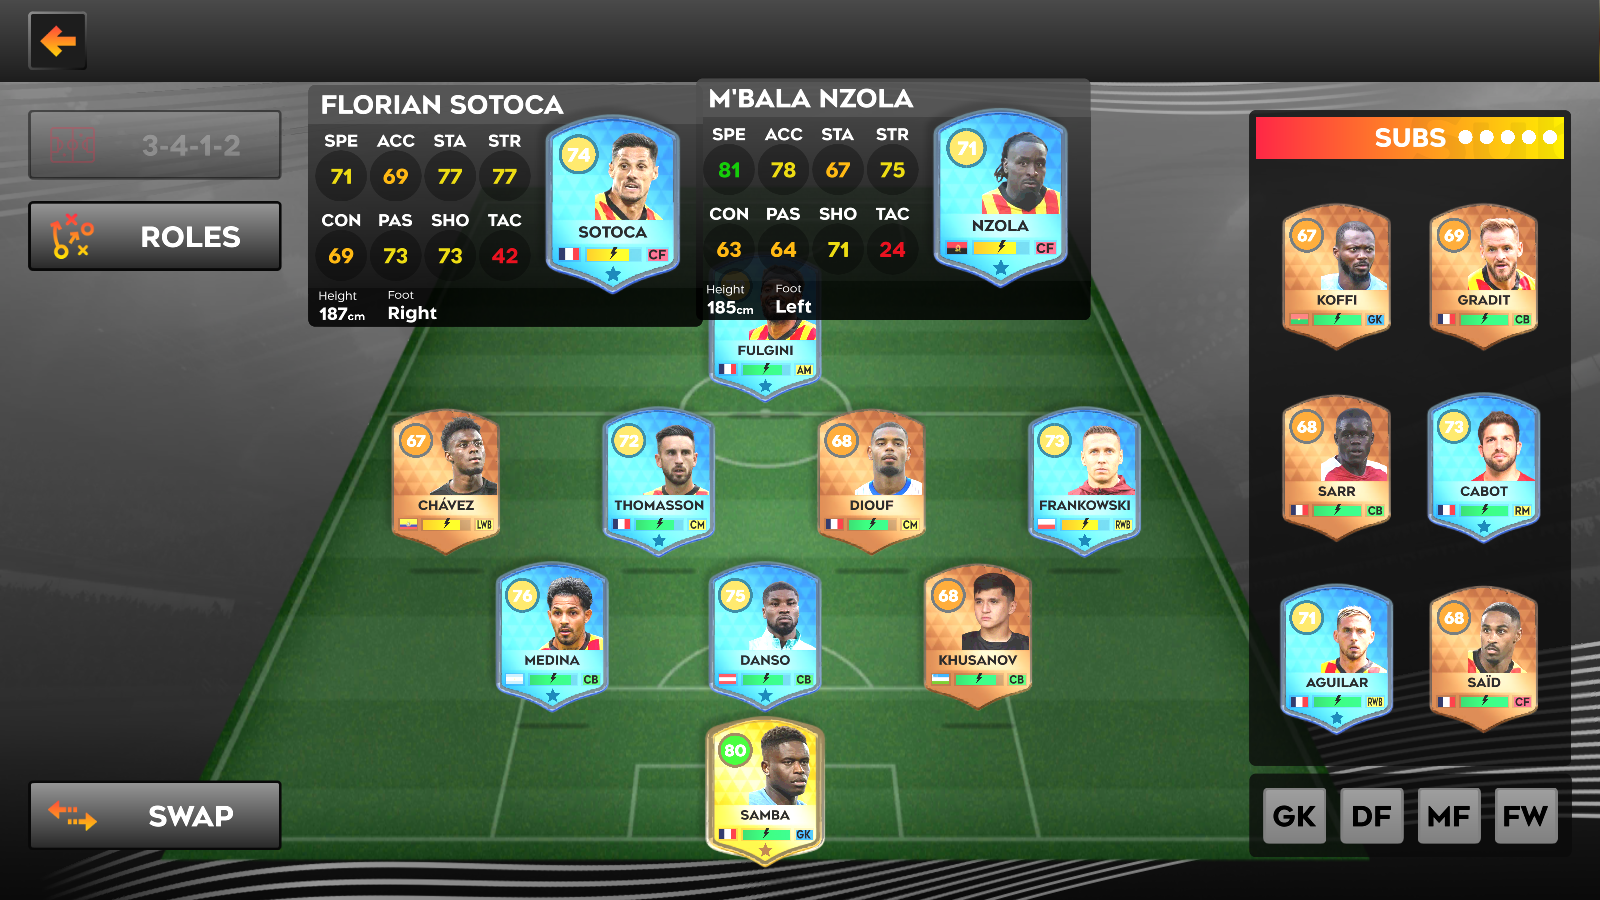 3-4-1-2
ROLES
SWAP
FLORIAN SOTOCA
SPE ACC STA STR
71 69 77 77
CON PAS SHO TAC
69 73 73 42
Height Foot
187cm Right
74
SOTOCA
CF
M'BALA NZOLA
SPE ACC STA STR
81 78 67 75
CON PAS SHO TAC
63 64 71 24
Height Foot
185cm Left
71
NZOLA
CF
FULGINI
AM
67
CHÁVEZ
LWB
72
THOMASSON
CM
68
DIOUF
CM
73
FRANKOWSKI
RWB
76
MEDINA
CB
75
DANSO
CB
68
KHUSANOV
CB
80
SAMBA
GK
SUBS
67
KOFFI
GK
69
GRADIT
CB
68
SARR
CB
73
CABOT
RM
71
AGUILAR
RWB
68
SAÏD
CF
GK DF MF FW